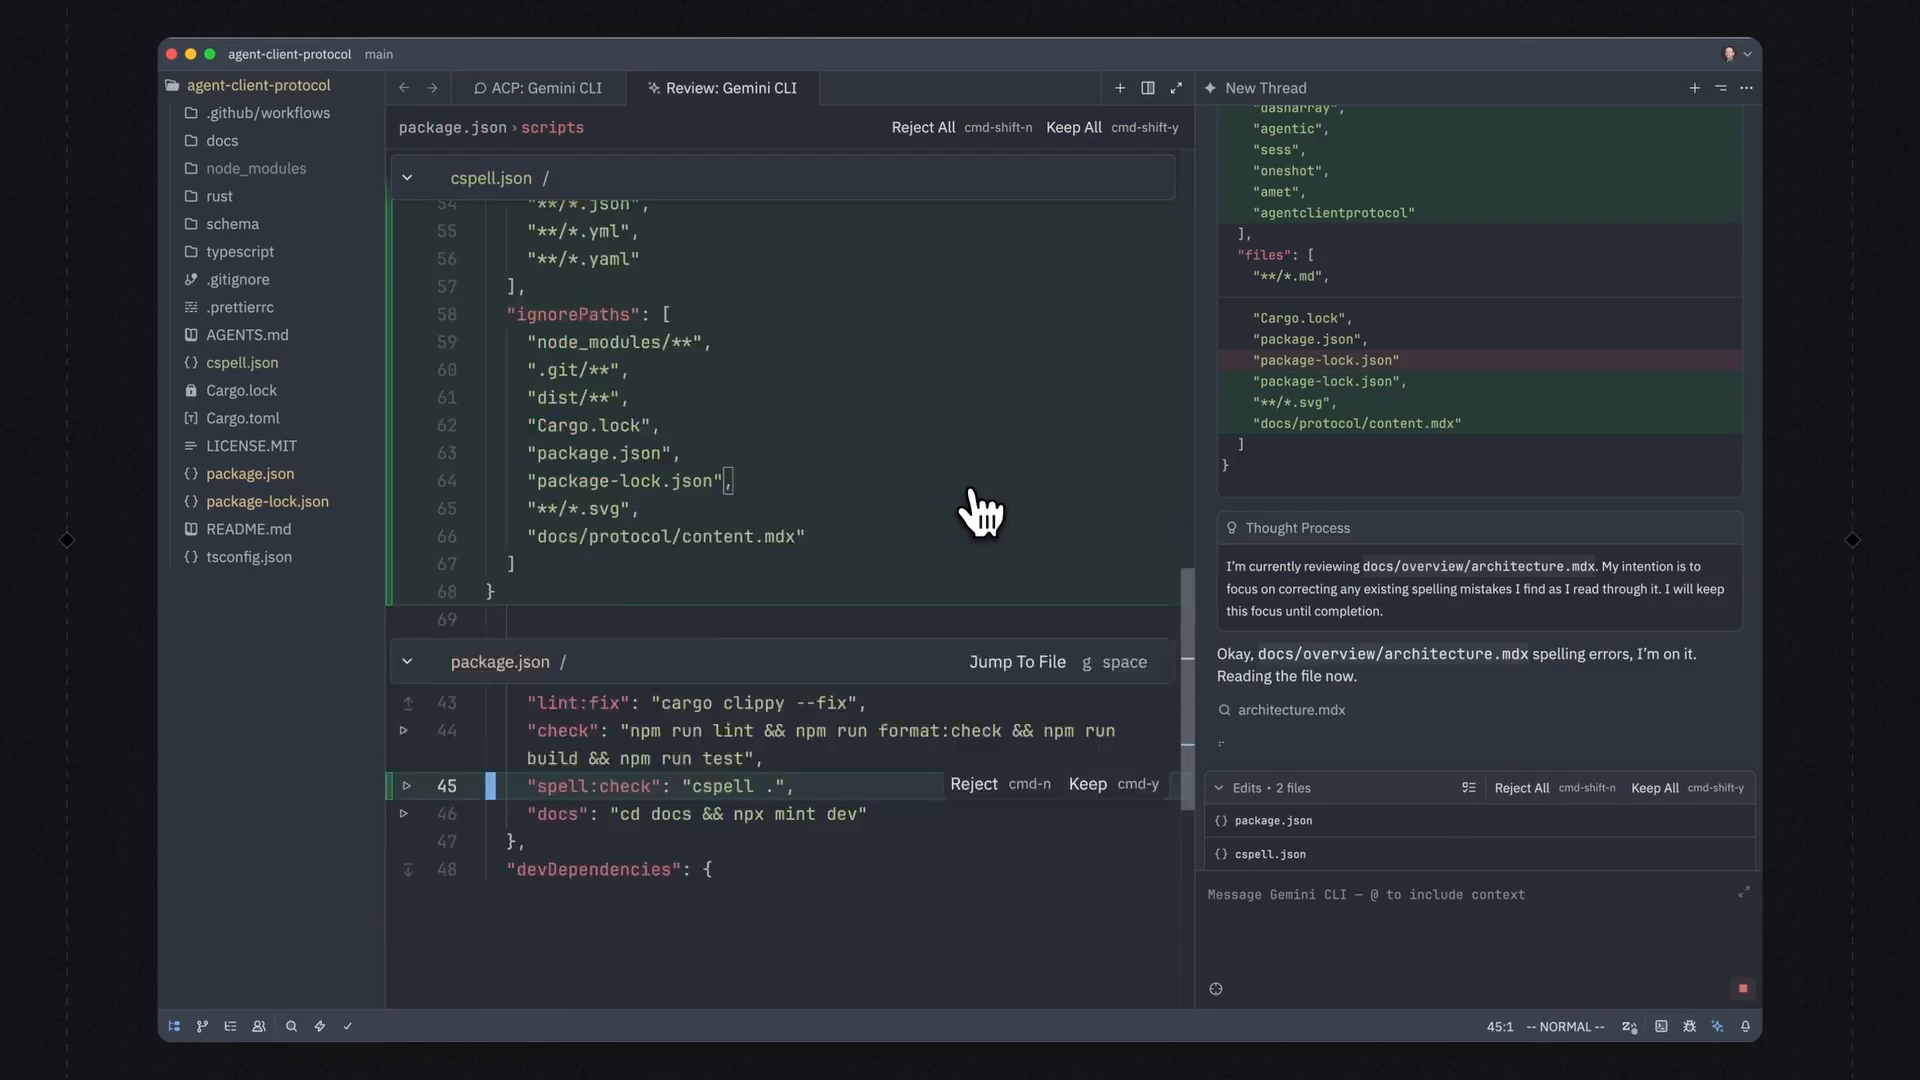 agent-client-protocol main
agent-client-protocol
.github/workflows
docs
node_modules
rust
schema
typescript
.gitignore
.prettierrc
AGENTS.md
cspell.json
Cargo.lock
Cargo.toml
LICENSE.MIT
package.json
package-lock.json
README.md
tsconfig.json
ACP: Gemini CLI
Review: Gemini CLI
package.json › scripts
Reject All cmd-shift-n Keep All cmd-shift-y
cspell.json /
54 "**/*.json",
55 "**/*.yml",
56 "**/*.yaml"
57 ],
58 "ignorePaths": [
59 "node_modules/**",
60 ".git/**",
61 "dist/**",
62 "Cargo.lock",
63 "package.json",
64 "package-lock.json",
65 "**/*.svg",
66 "docs/protocol/content.mdx"
67 ]
68 }
69
package.json /
Jump To File g space
43 "lint:fix": "cargo clippy --fix",
44 "check": "npm run lint && npm run format:check && npm run
build && npm run test",
45 "spell:check": "cspell .",
Reject cmd-n Keep cmd-y
46 "docs": "cd docs && npx mint dev"
47 },
48 "devDependencies": {
New Thread
"dasharray",
"agentic",
"sess",
"oneshot",
"amet",
"agentclientprotocol"
],
"files": [
"**/*.md",
"Cargo.lock",
"package.json",
"package-lock.json"
"package-lock.json",
"**/*.svg",
"docs/protocol/content.mdx"
]
}
Thought Process
I'm currently reviewing docs/overview/architecture.mdx. My intention is to
focus on correcting any existing spelling mistakes I find as I read through it. I will keep
this focus until completion.
Okay, docs/overview/architecture.mdx spelling errors, I'm on it.
Reading the file now.
architecture.mdx
Edits • 2 files
Reject All cmd-shift-n Keep All cmd-shift-y
{} package.json
{} cspell.json
Message Gemini CLI — @ to include context
45:1 -- NORMAL --